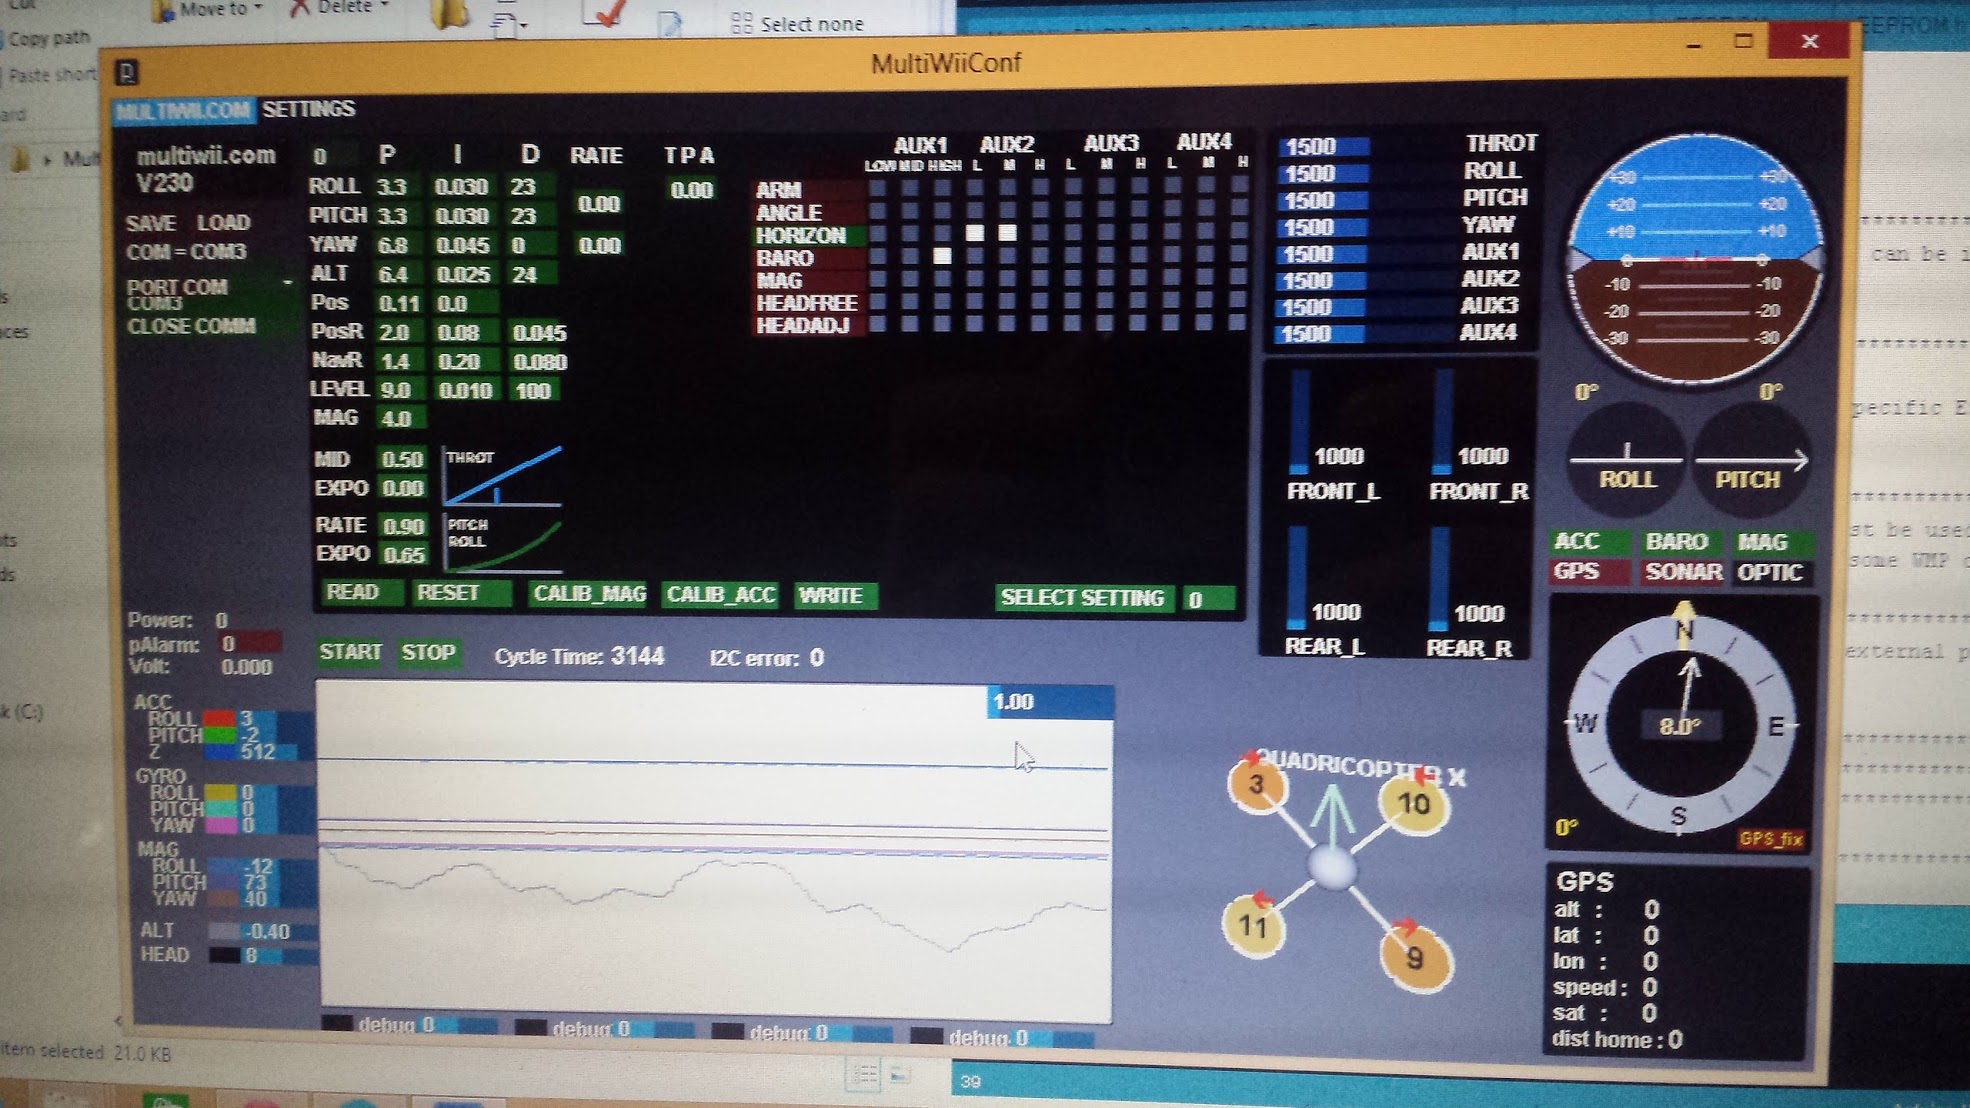 Move to
Delete
Select none
Copy path
Paste short
MultiWiiConf
MULTIWII.COM SETTINGS
multiwii.com
V230
SAVE LOAD
COM = COM3
PORT COM
COM3
CLOSE COMM
0 P I D RATE TPA
ROLL 3.3 0.030 23
0.00
0.00
PITCH 3.3 0.030 23
YAW 6.8 0.045 0 0.00
ALT 6.4 0.025 24
Pos 0.11 0.0
PosR 2.0 0.08 0.045
NavR 1.4 0.20 0.080
LEVEL 9.0 0.010 100
MAG 4.0
MID 0.50
EXPO 0.00
THROT
RATE 0.90
EXPO 0.65
PITCH
ROLL
READ RESET CALIB_MAG CALIB_ACC WRITE SELECT SETTING 0
AUX1 AUX2 AUX3 AUX4
LOW MID HIGH L M H L M H L M H
ARM
ANGLE
HORIZON
BARO
MAG
HEADFREE
HEADADJ
1500 THROT
1500 ROLL
1500 PITCH
1500 YAW
1500 AUX1
1500 AUX2
1500 AUX3
1500 AUX4
1000 1000
FRONT_L FRONT_R
1000 1000
REAR_L REAR_R
+30 +30
+20 +20
+10 +10
0 0
-10 -10
-20 -20
-30 -30
0° 0°
ROLL PITCH
ACC BARO MAG
GPS SONAR OPTIC
N
W 8.0° E
S
0° GPS_fix
GPS
alt : 0
lat : 0
lon : 0
speed : 0
sat : 0
dist home : 0
Power: 0
pAlarm: 0
Volt: 0.000
START STOP Cycle Time: 3144 I2C error: 0
1.00
ACC
ROLL 3
PITCH -2
Z 512
GYRO
ROLL 0
PITCH 0
YAW 0
MAG
ROLL -12
PITCH 73
YAW 40
ALT -0.40
HEAD 8
QUADRICOPTER X
3 10
11 9
debug 0 debug 0 debug 0 debug 0
item selected 21.0 KB
39
can be i
pecific E
st be used
some WMP
external p
k (C:)